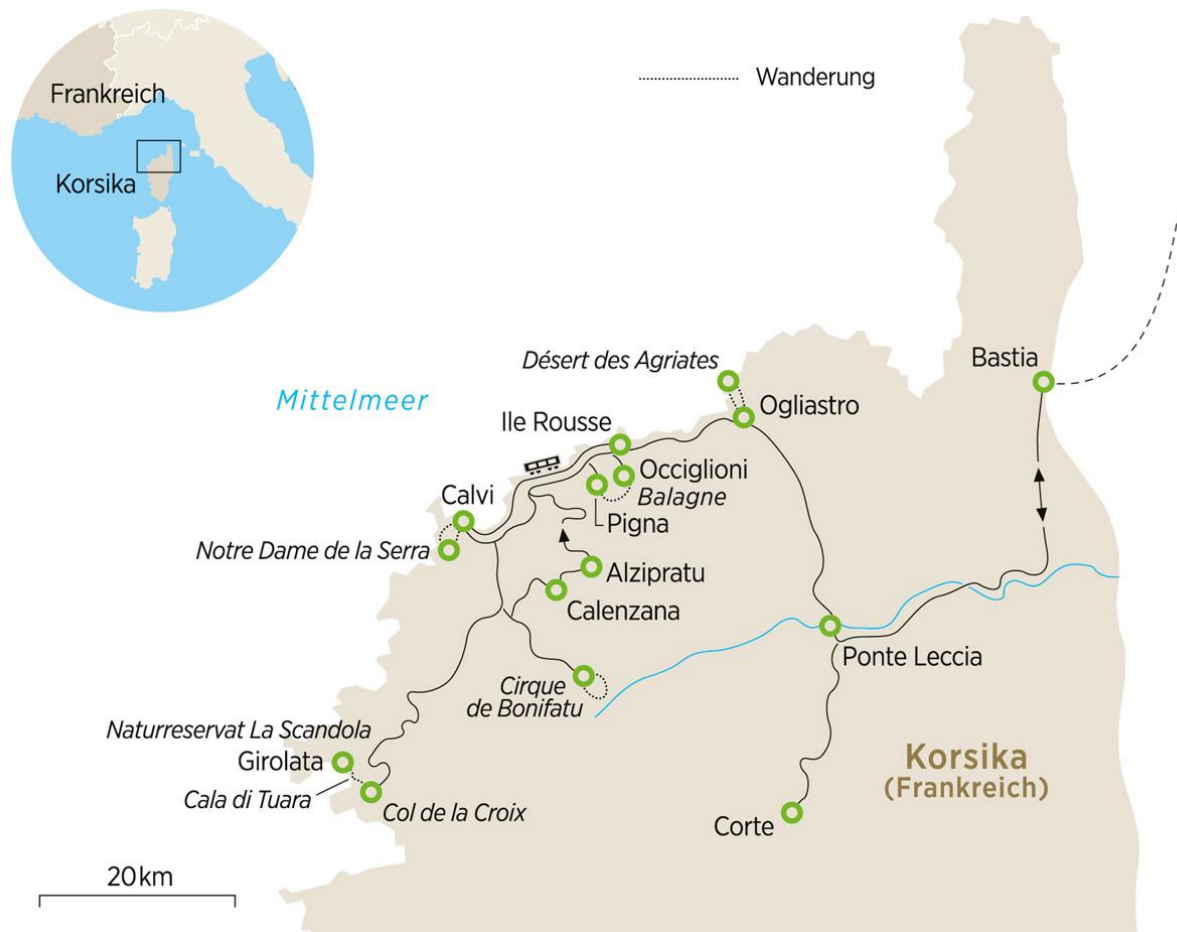 Frankreich
Korsika
Wanderung
Désert des Agriates
Bastia
Mittelmeer
Ogliastro
Ile Rousse
Occiglioni
Balagne
Calvi
Pigna
Notre Dame de la Serra
Alzipratu
Calenzana
Ponte Leccia
Cirque
de Bonifatu
Naturreservat La Scandola
Girolata
Cala di Tuara
Col de la Croix
Korsika
(Frankreich)
Corte
20 km